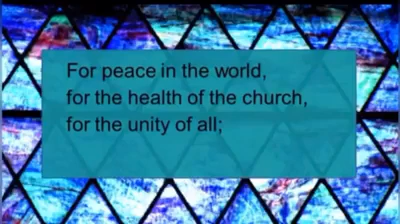 For peace in the world,
for the health of the church,
for the unity of all;